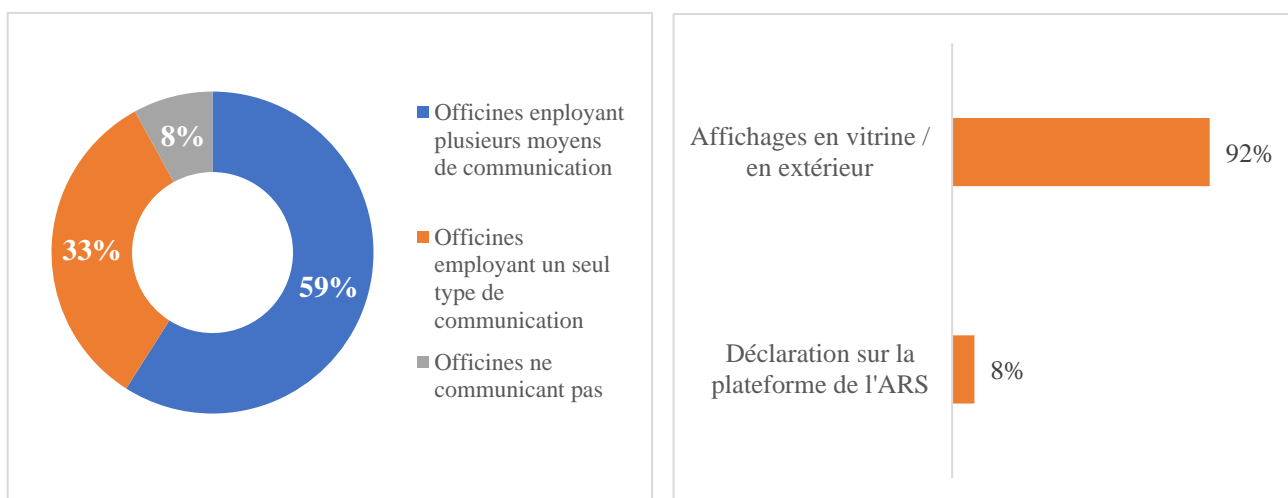 8%
33%
59%
Officines enployant
plusieurs moyens
de communication
Officines
employant un seul
type de
communication
Officines ne
communicant pas
Affichages en vitrine /
en extérieur
92%
Déclaration sur la
plateforme de l'ARS
8%